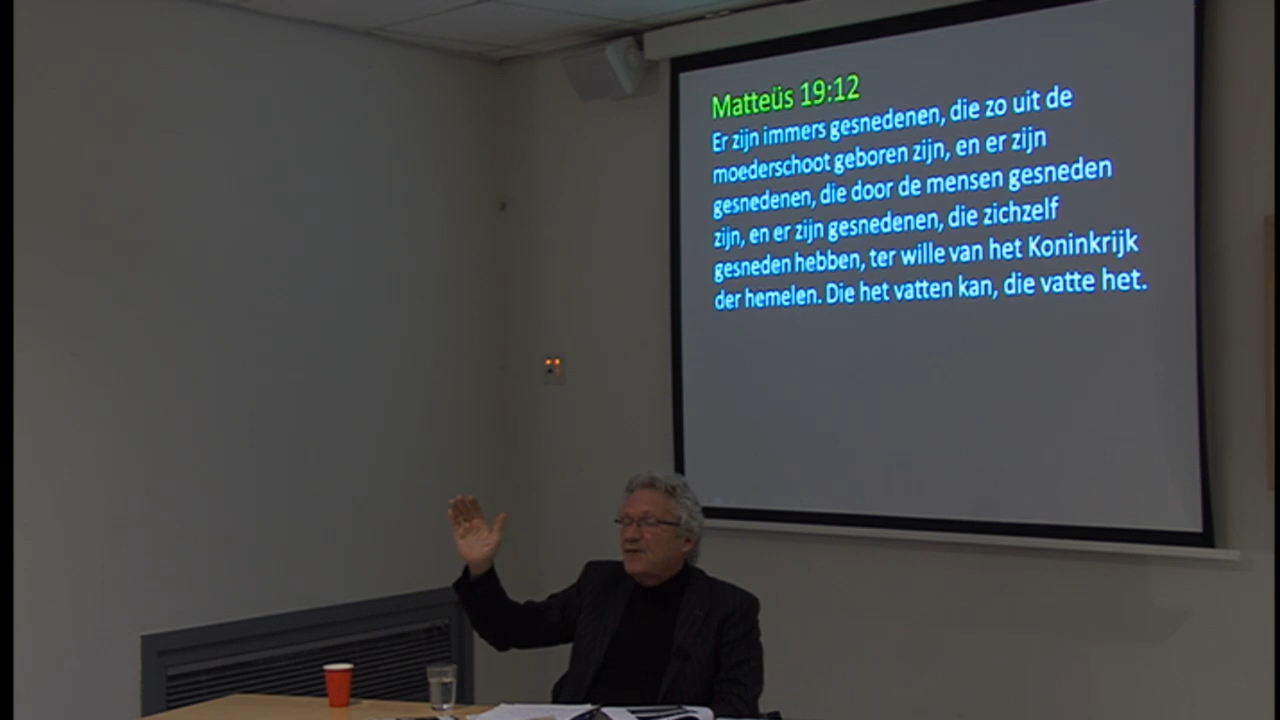 Matteüs 19:12
Er zijn immers gesnedenen, die zo uit de
moederschoot geboren zijn, en er zijn
gesnedenen, die door de mensen gesneden
zijn, en er zijn gesnedenen, die zichzelf
gesneden hebben, ter wille van het Koninkrijk
der hemelen. Die het vatten kan, die vatte het.